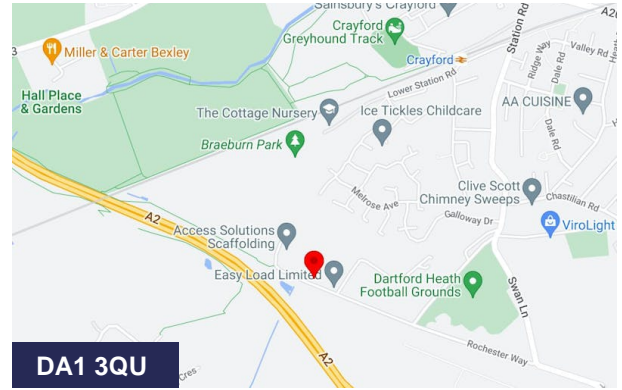 Sainsbury's Crayford
Crayford
Greyhound Track
3
Miller & Carter Bexley
Crayford
Station Rd
Ridge Way
Valley Rd
Dale Rd
Lower Station Rd
Hall Place
& Gardens
The Cottage Nursery
Ice Tickles Childcare
AA CUISINE
Dale Rd
Braeburn Park
Clive Scott
Chimney Sweeps
Chastilian Rd
Melrose Ave
Galloway Dr
ViroLight
A2
Access Solutions
Scaffolding
Easy Load Limited
Dartford Heath
Football Grounds
Swan Ln
Rochester Way
A2
DA1 3QU